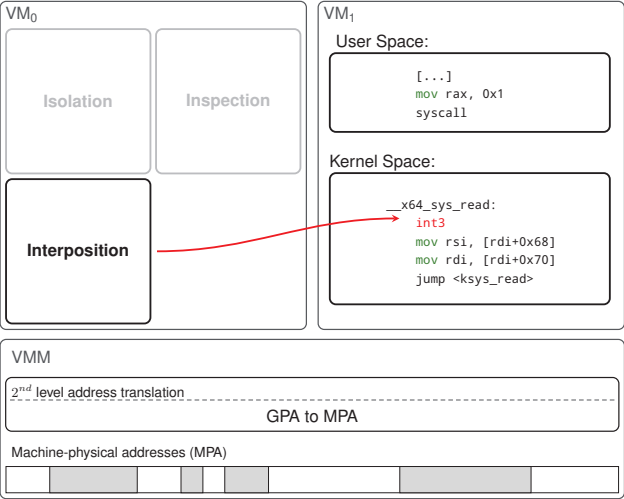 VM₀
Isolation
Inspection
Interposition
VM₁
User Space:
[...]
mov rax, 0x1
syscall
Kernel Space:
__x64_sys_read:
int3
mov rsi, [rdi+0x68]
mov rdi, [rdi+0x70]
jump <ksys_read>
VMM
2ⁿᵈ level address translation
GPA to MPA
Machine-physical addresses (MPA)